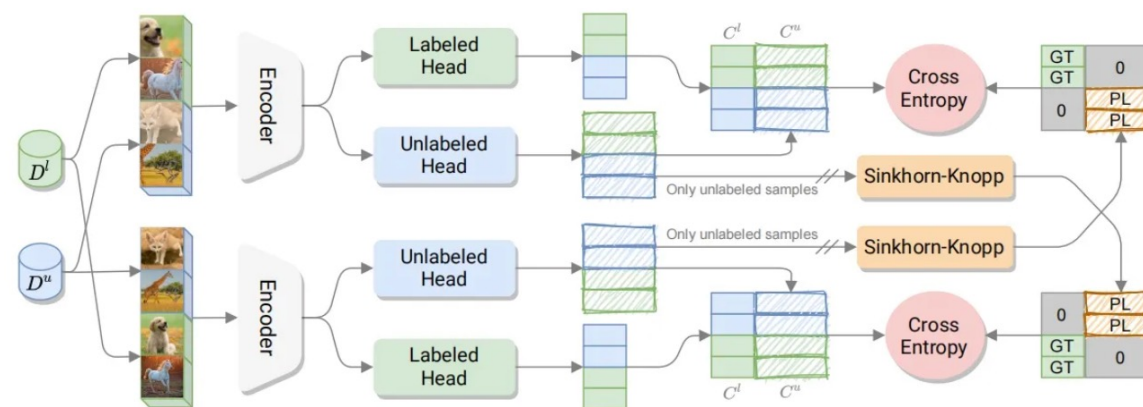 C^l C^u
Labeled
Head
Encoder
Cross
Entropy
GT
GT
0
0
PL
PL
Unlabeled
Head
D^l
Only unlabeled samples
Sinkhorn-Knopp
D^u
Unlabeled
Head
Only unlabeled samples
Sinkhorn-Knopp
Encoder
Labeled
Head
Cross
Entropy
0
PL
PL
GT
GT
0
C^l C^u